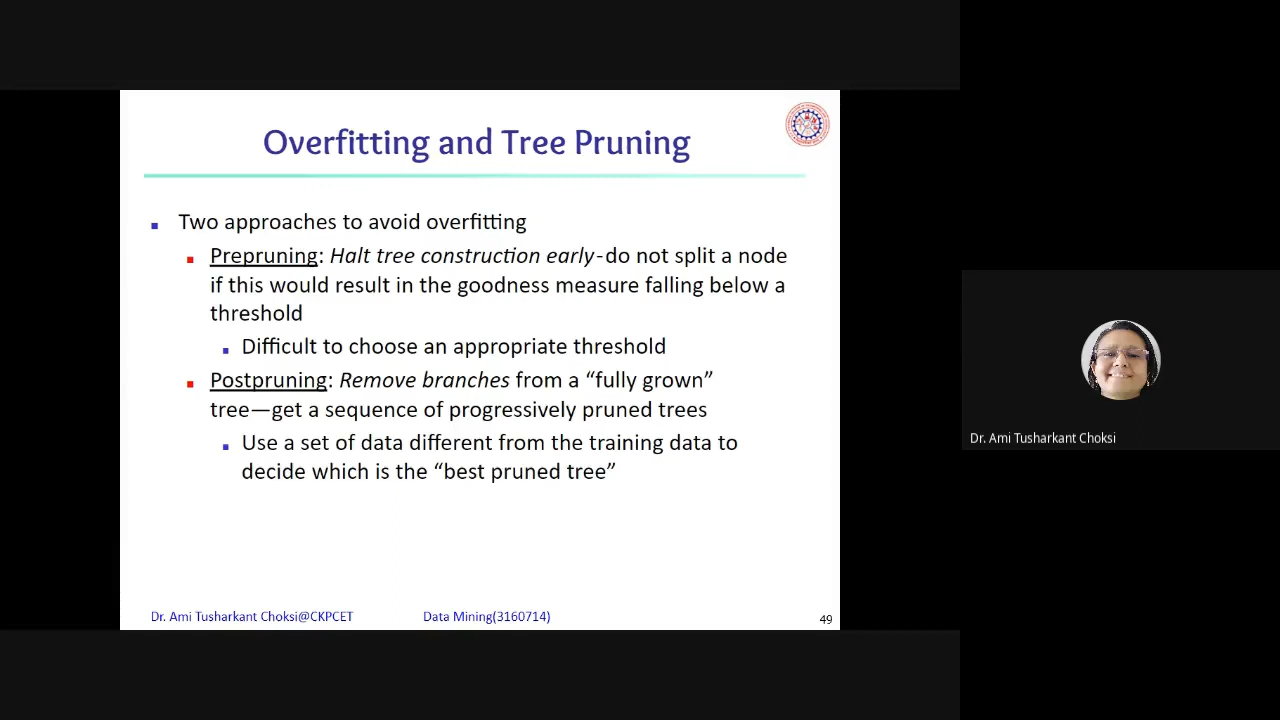 Overfitting and Tree Pruning
Two approaches to avoid overfitting
Prepruning: Halt tree construction early-do not split a node
if this would result in the goodness measure falling below a
threshold
Difficult to choose an appropriate threshold
Postpruning: Remove branches from a “fully grown”
tree—get a sequence of progressively pruned trees
Use a set of data different from the training data to
decide which is the “best pruned tree”
Dr. Ami Tusharkant Choksi@CKPCET
Data Mining(3160714)
49
Dr. Ami Tusharkant Choksi